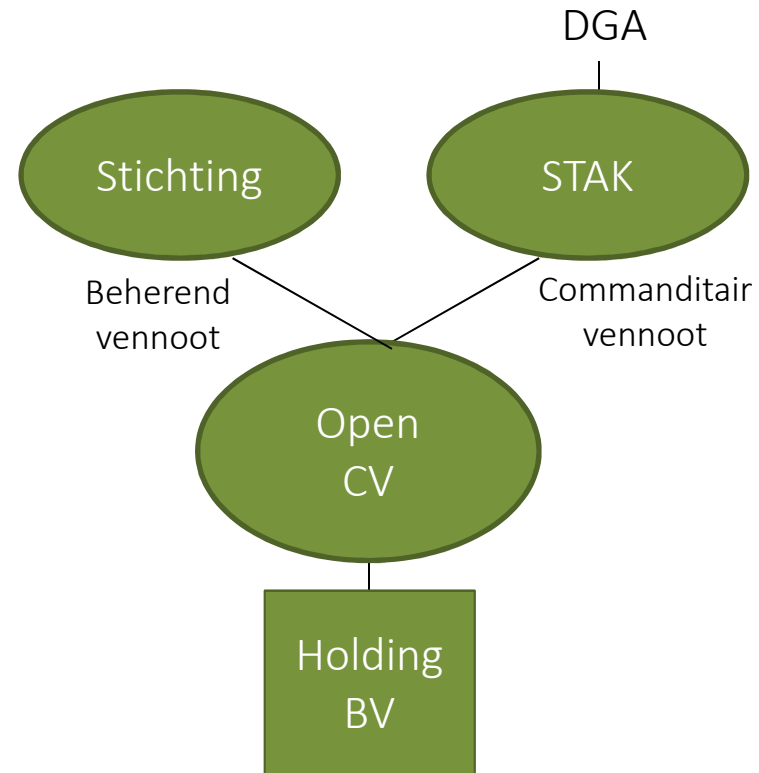 DGA
Stichting
STAK
Beherend
vennoot
Commanditair
vennoot
Open
CV
Holding
BV